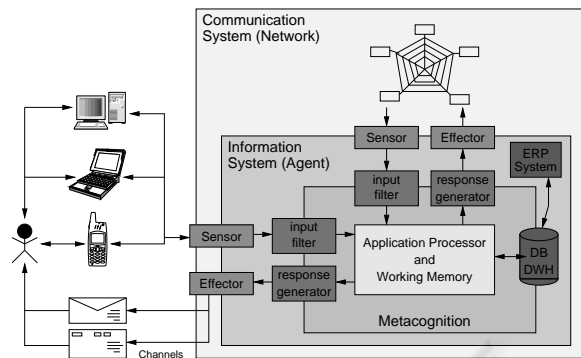 Communication
System (Network)
Sensor
Effector
Information
System (Agent)
ERP
System
input
filter
response
generator
Sensor
input
filter
Application Processor
and
Working Memory
DB
DWH
Effector
response
generator
Metacognition
Channels